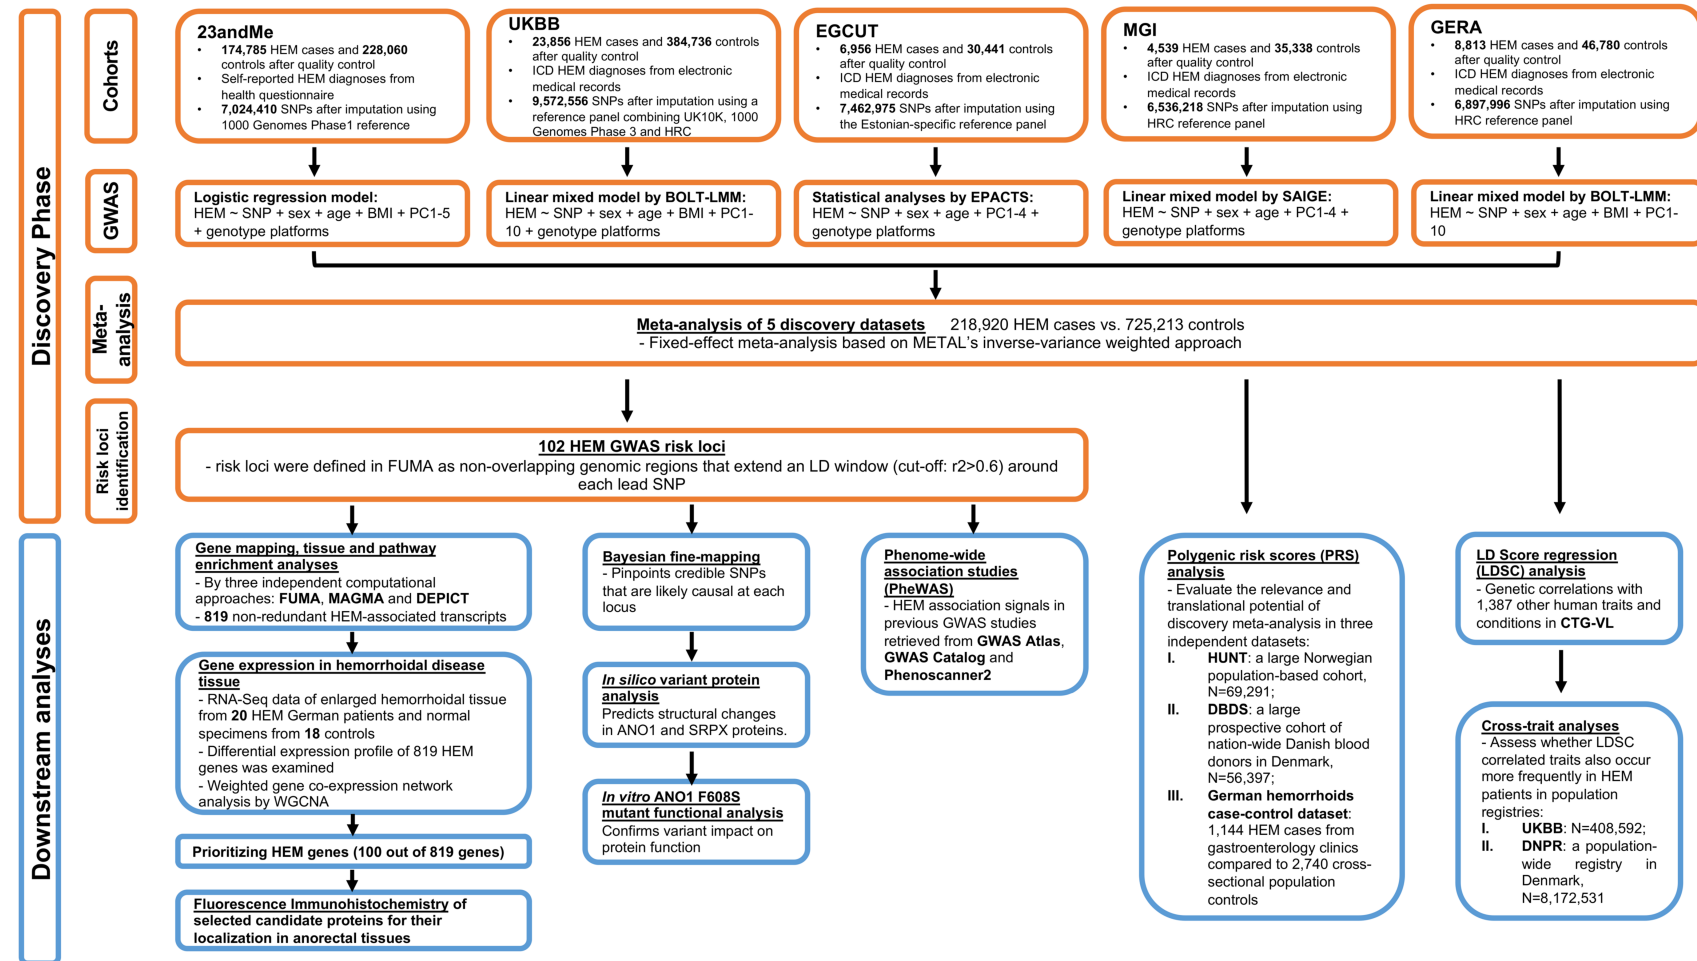 Discovery Phase
Downstream analyses
Cohorts
GWAS
Meta-
analysis
Risk loci
identification
23andMe
• 174,785 HEM cases and 228,060
controls after quality control
• Self-reported HEM diagnoses from
health questionnaire
• 7,024,410 SNPs after imputation using
1000 Genomes Phase1 reference
UKBB
• 23,856 HEM cases and 384,736 controls
after quality control
• ICD HEM diagnoses from electronic
medical records
• 9,572,556 SNPs after imputation using a
reference panel combining UK10K, 1000
Genomes Phase 3 and HRC
EGCUT
• 6,956 HEM cases and 30,441 controls
after quality control
• ICD HEM diagnoses from electronic
medical records
• 7,462,975 SNPs after imputation using
the Estonian-specific reference panel
MGI
• 4,539 HEM cases and 35,338 controls
after quality control
• ICD HEM diagnoses from electronic
medical records
• 6,536,218 SNPs after imputation using
HRC reference panel
GERA
• 8,813 HEM cases and 46,780 controls
after quality control
• ICD HEM diagnoses from electronic
medical records
• 6,897,996 SNPs after imputation using
HRC reference panel
Logistic regression model:
HEM ~ SNP + sex + age + BMI + PC1-5
+ genotype platforms
Linear mixed model by BOLT-LMM:
HEM ~ SNP + sex + age + BMI + PC1-
10 + genotype platforms
Statistical analyses by EPACTS:
HEM ~ SNP + sex + age + PC1-4 +
genotype platforms
Linear mixed model by SAIGE:
HEM ~ SNP + sex + age + PC1-4 +
genotype platforms
Linear mixed model by BOLT-LMM:
HEM ~ SNP + sex + age + BMI + PC1-
10
Meta-analysis of 5 discovery datasets 218,920 HEM cases vs. 725,213 controls
- Fixed-effect meta-analysis based on METAL's inverse-variance weighted approach
102 HEM GWAS risk loci
- risk loci were defined in FUMA as non-overlapping genomic regions that extend an LD window (cut-off: r2>0.6) around
each lead SNP
Gene mapping, tissue and pathway
enrichment analyses
- By three independent computational
approaches: FUMA, MAGMA and DEPICT
- 819 non-redundant HEM-associated transcripts
Gene expression in hemorrhoidal disease
tissue
- RNA-Seq data of enlarged hemorrhoidal tissue
from 20 HEM German patients and normal
specimens from 18 controls
- Differential expression profile of 819 HEM
genes was examined
- Weighted gene co-expression network
analysis by WGCNA
Prioritizing HEM genes (100 out of 819 genes)
Fluorescence Immunohistochemistry of
selected candidate proteins for their
localization in anorectal tissues
Bayesian fine-mapping
- Pinpoints credible SNPs
that are likely causal at each
locus
In silico variant protein
analysis
Predicts structural changes
in ANO1 and SRPX proteins.
In vitro ANO1 F608S
mutant functional analysis
Confirms variant impact on
protein function
Phenome-wide
association studies
(PheWAS)
- HEM association signals in
previous GWAS studies
retrieved from GWAS Atlas,
GWAS Catalog and
Phenoscanner2
Polygenic risk scores (PRS)
analysis
- Evaluate the relevance and
translational potential of
discovery meta-analysis in three
independent datasets:
I. HUNT: a large Norwegian
population-based cohort,
N=69,291;
II. DBDS: a large
prospective cohort of
nation-wide Danish blood
donors in Denmark,
N=56,397;
III. German hemorrhoids
case-control dataset:
1,144 HEM cases from
gastroenterology clinics
compared to 2,740 cross-
sectional population
controls
LD Score regression
(LDSC) analysis
- Genetic correlations with
1,387 other human traits and
conditions in CTG-VL
Cross-trait analyses
- Assess whether LDSC
correlated traits also occur
more frequently in HEM
patients in population
registries:
I. UKBB: N=408,592;
II. DNPR: a population-
wide registry in
Denmark,
N=8,172,531